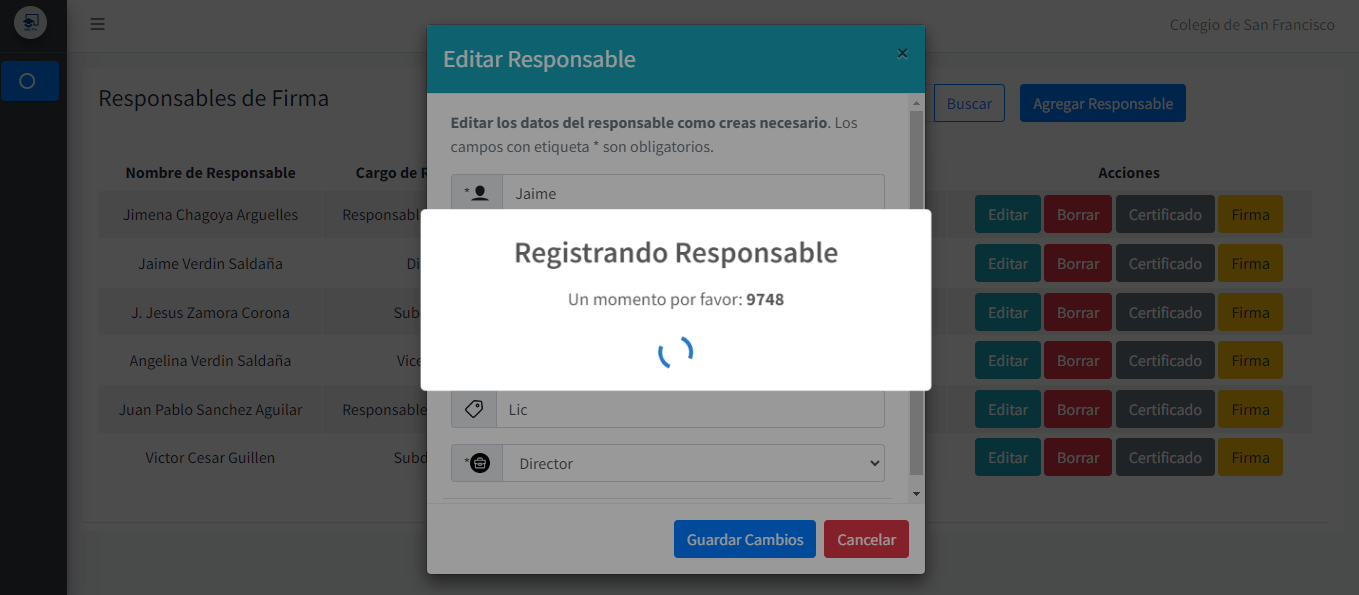 Colegio de San Francisco
Responsables de Firma
Buscar
Agregar Responsable
Nombre de Responsable
Cargo de R
Acciones
Jimena Chagoya Arguelles
Responsabl
Editar Borrar Certificado Firma
Jaime Verdin Saldaña
Di
Editar Borrar Certificado Firma
J. Jesus Zamora Corona
Sub
Editar Borrar Certificado Firma
Angelina Verdin Saldaña
Vice
Editar Borrar Certificado Firma
Juan Pablo Sanchez Aguilar
Responsable
Editar Borrar Certificado Firma
Victor Cesar Guillen
Subd
Editar Borrar Certificado Firma
Editar Responsable
×
Editar los datos del responsable como creas necesario. Los
campos con etiqueta * son obligatorios.
* Jaime
Registrando Responsable
Un momento por favor: 9748
Lic
* Director
Guardar Cambios
Cancelar